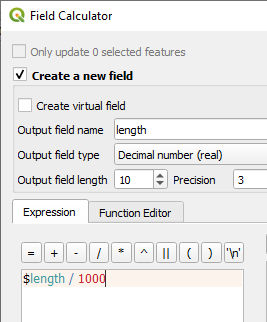 Field Calculator
Only update 0 selected features
Create a new field
Create virtual field
Output field name length
Output field type Decimal number (real)
Output field length 10 Precision 3
Expression Function Editor
= + - / * ^ || ( ) '\n'
$length / 1000